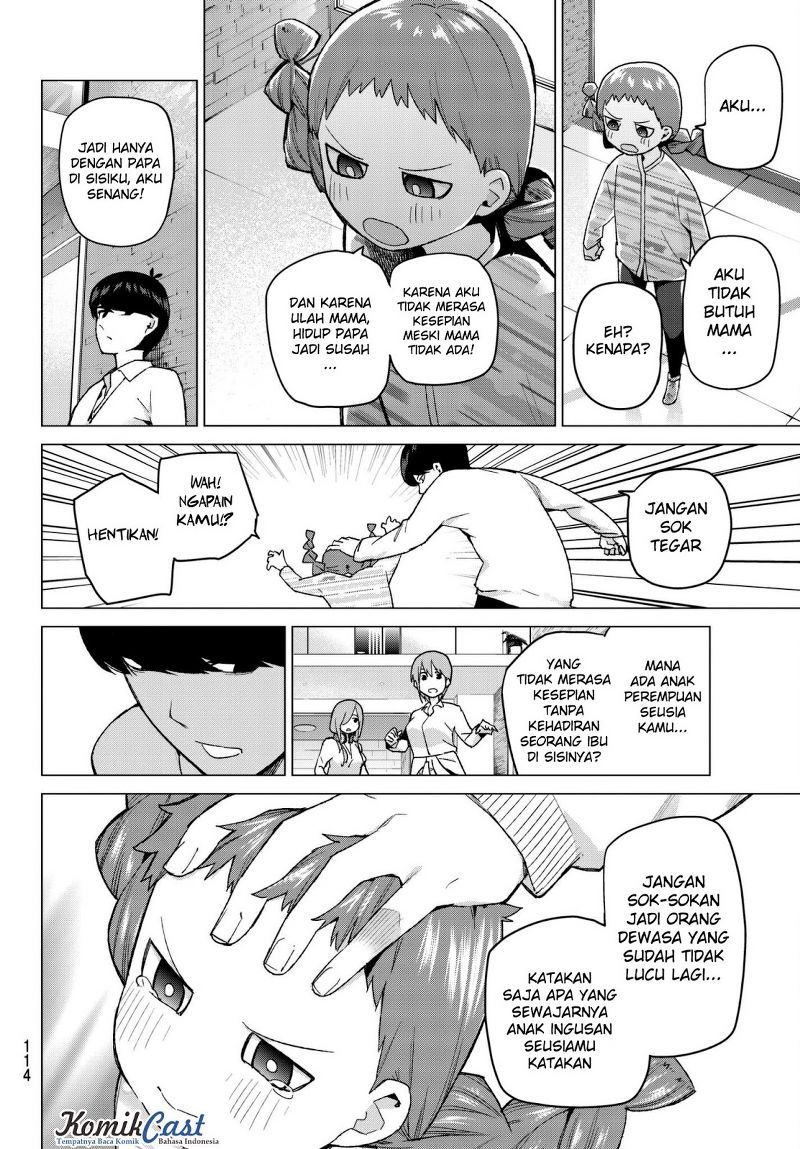 AKU...
AKU
TIDAK
BUTUH
MAMA
...
EH?
KENAPA?
KARENA AKU
TIDAK MERASA
KESEPIAN
MESKI MAMA
TIDAK ADA!
DAN KARENA
ULAH MAMA,
HIDUP PAPA
JADI SUSAH
...
JADI HANYA
DENGAN PAPA
DI SISIKU, AKU
SENANG!
JANGAN
SOK
TEGAR
WAH!
NGAPAIN
KAMU!?
HENTIKAN!
MANA
ADA ANAK
PEREMPUAN
SEUSIA
KAMU...
YANG
TIDAK MERASA
KESEPIAN
TANPA
KEHADIRAN
SEORANG IBU
DI SISINYA?
JANGAN
SOK-SOKAN
JADI ORANG
DEWASA YANG
SUDAH TIDAK
LUCU LAGI...
KATAKAN
SAJA APA YANG
SEWAJARNYA
ANAK INGUSAN
SEUSIAMU
KATAKAN
114
KomikCast
Tempatnya Baca Komik Bahasa Indonesia